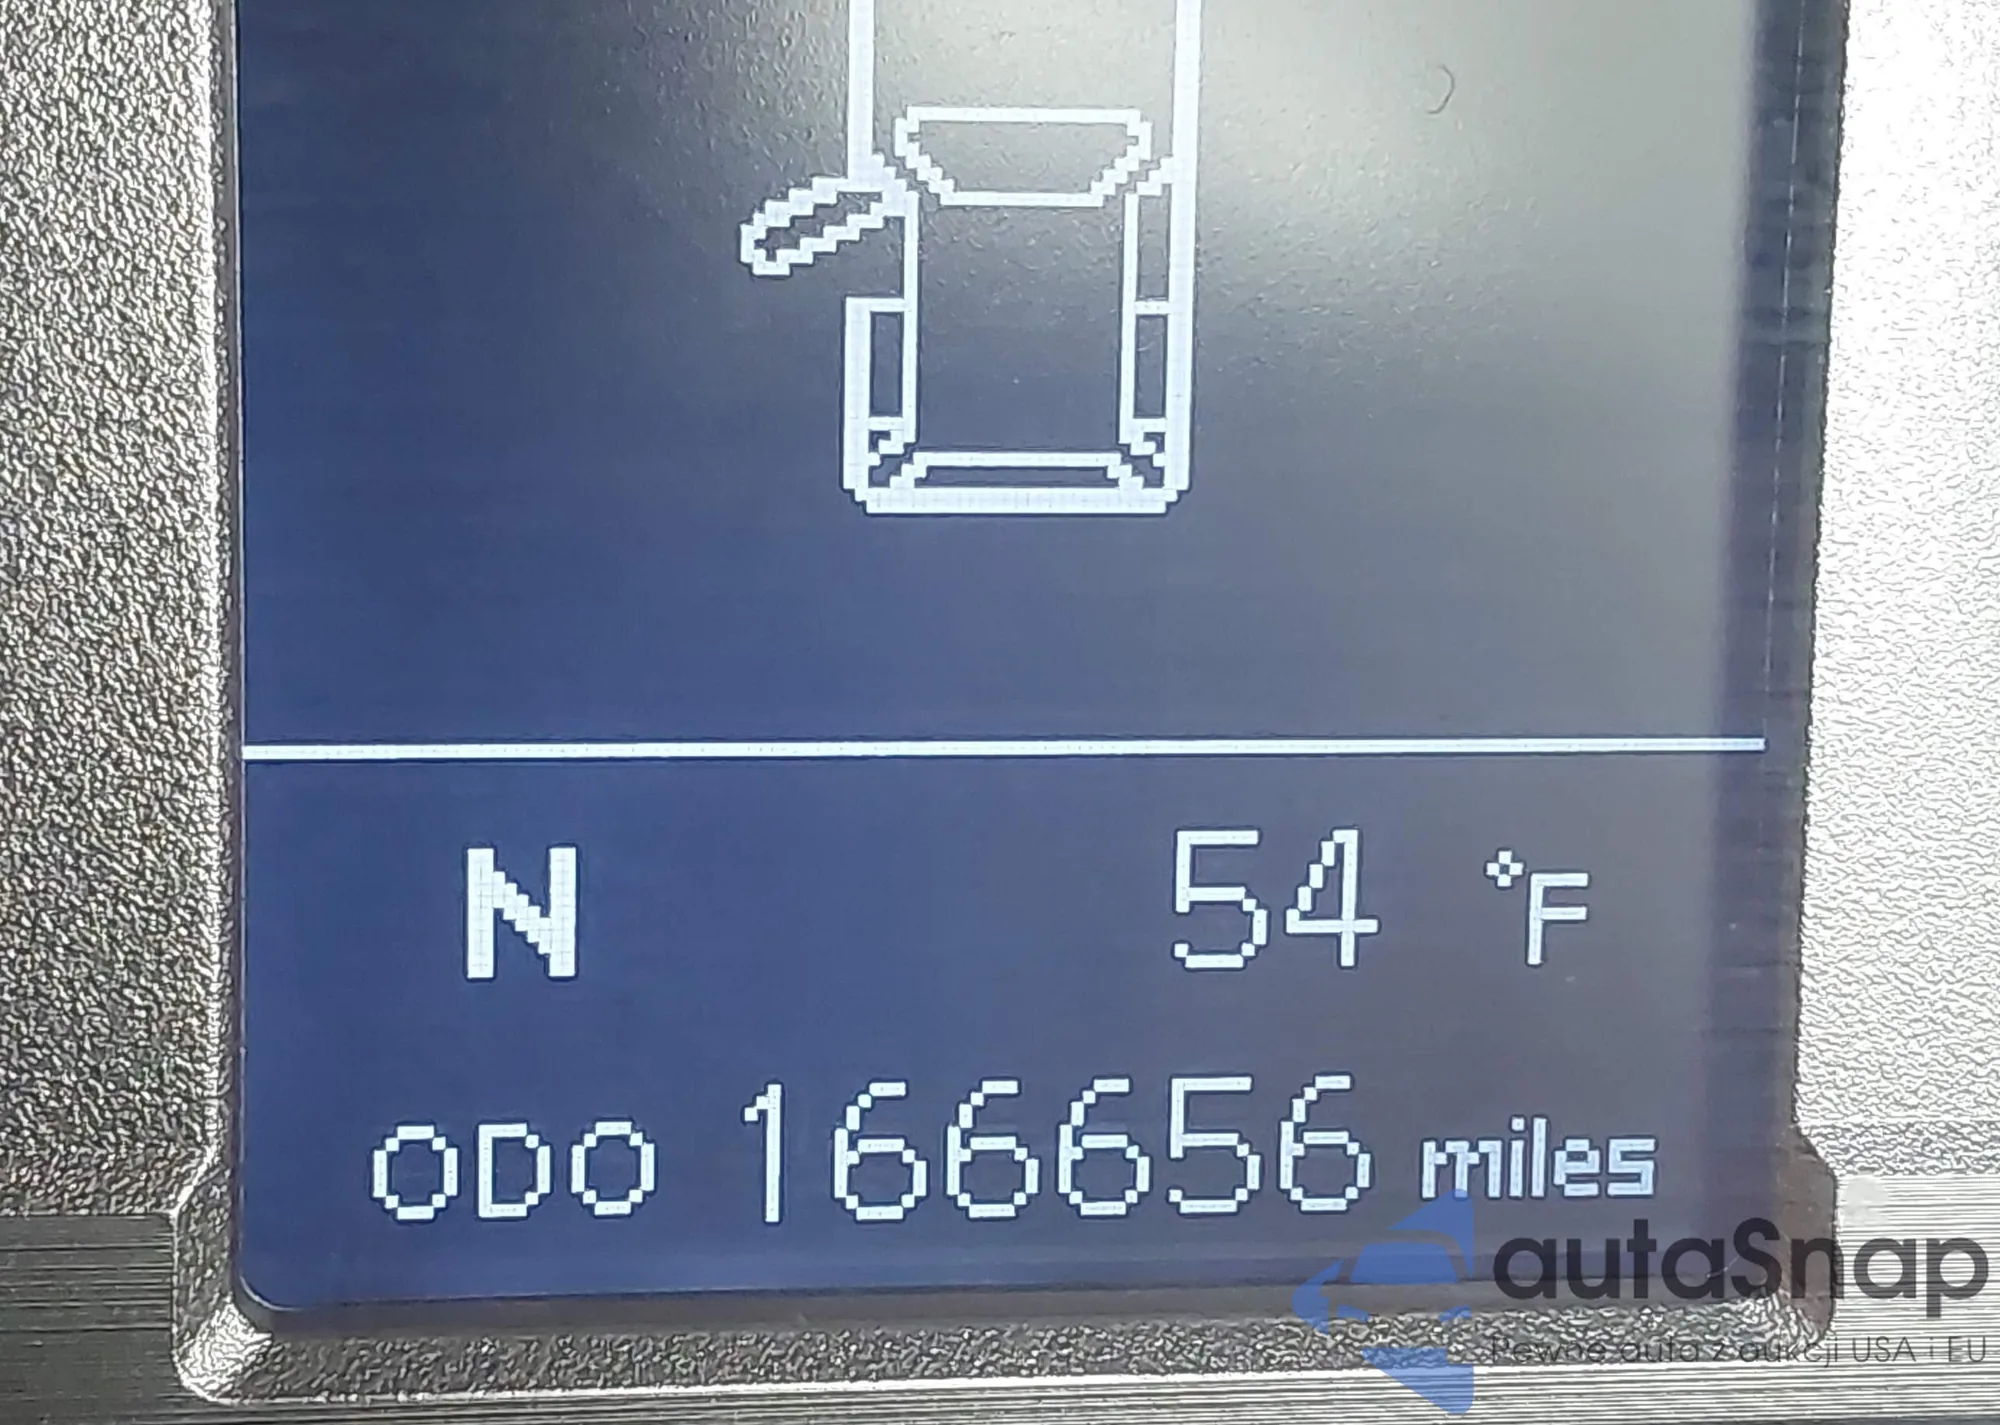 N 54 °F
ODO 166656 miles
autaSnap
Pewne auta z aukcji USA i EU